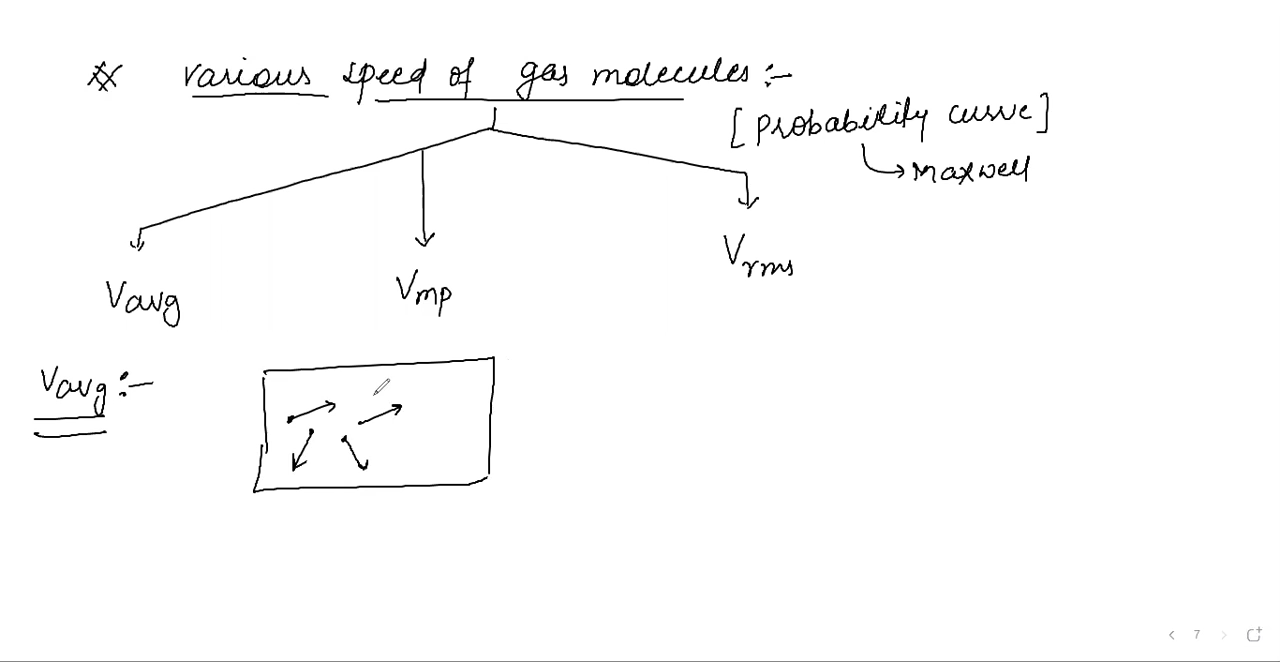 ** various speed of gas molecules :-
[Probability curve]
→ Maxwell
Vavg Vmp Vrms
Vavg :-
7